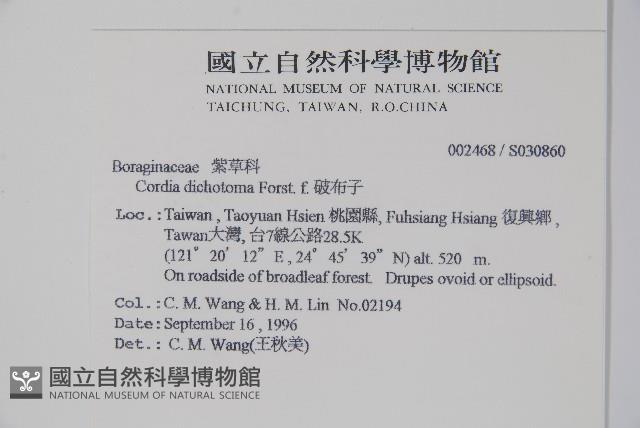 國立自然科學博物館
NATIONAL MUSEUM OF NATURAL SCIENCE
TAICHUNG, TAIWAN, R.O.CHINA
002468 / S030860
Boraginaceae 紫草科
Cordia dichotoma Forst. f. 破布子
Loc.: Taiwan , Taoyuan Hsien 桃園縣, Fuhsiang Hsiang 復興鄉 ,
Tawan大灣, 台7線公路28.5K.
(121° 20′ 12″ E , 24° 45′ 39″ N) alt. 520 m.
On roadside of broadleaf forest. Drupes ovoid or ellipsoid.
Col.: C. M. Wang & H. M. Lin No.02194
Date: September 16 , 1996
Det.: C. M. Wang(王秋美)
國立自然科學博物館
NATIONAL MUSEUM OF NATURAL SCIENCE